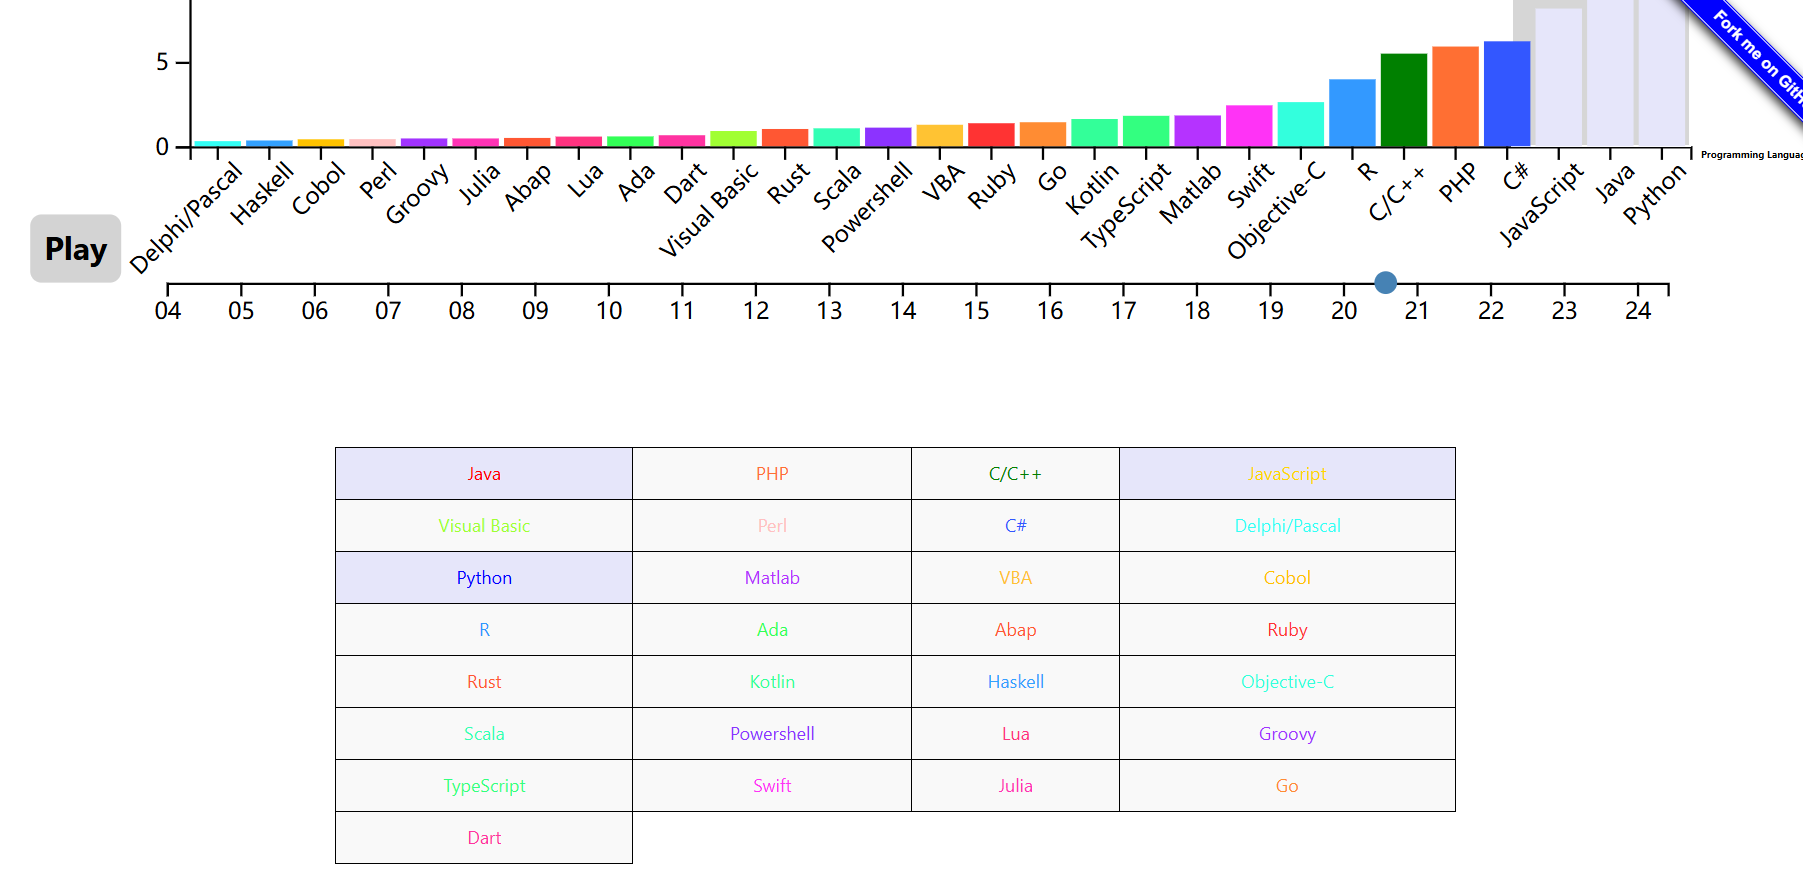 5
0
Delphi/Pascal Haskell Cobol Perl Groovy Julia Abap Lua Ada Dart Visual Basic Rust Scala Powershell VBA Ruby Go Kotlin TypeScript Matlab Swift Objective-C R C/C++ PHP C# JavaScript Java Python
Programming Languag
Fork me on GitH
Play
04 05 06 07 08 09 10 11 12 13 14 15 16 17 18 19 20 21 22 23 24
Java PHP C/C++ JavaScript
Visual Basic Perl C# Delphi/Pascal
Python Matlab VBA Cobol
R Ada Abap Ruby
Rust Kotlin Haskell Objective-C
Scala Powershell Lua Groovy
TypeScript Swift Julia Go
Dart